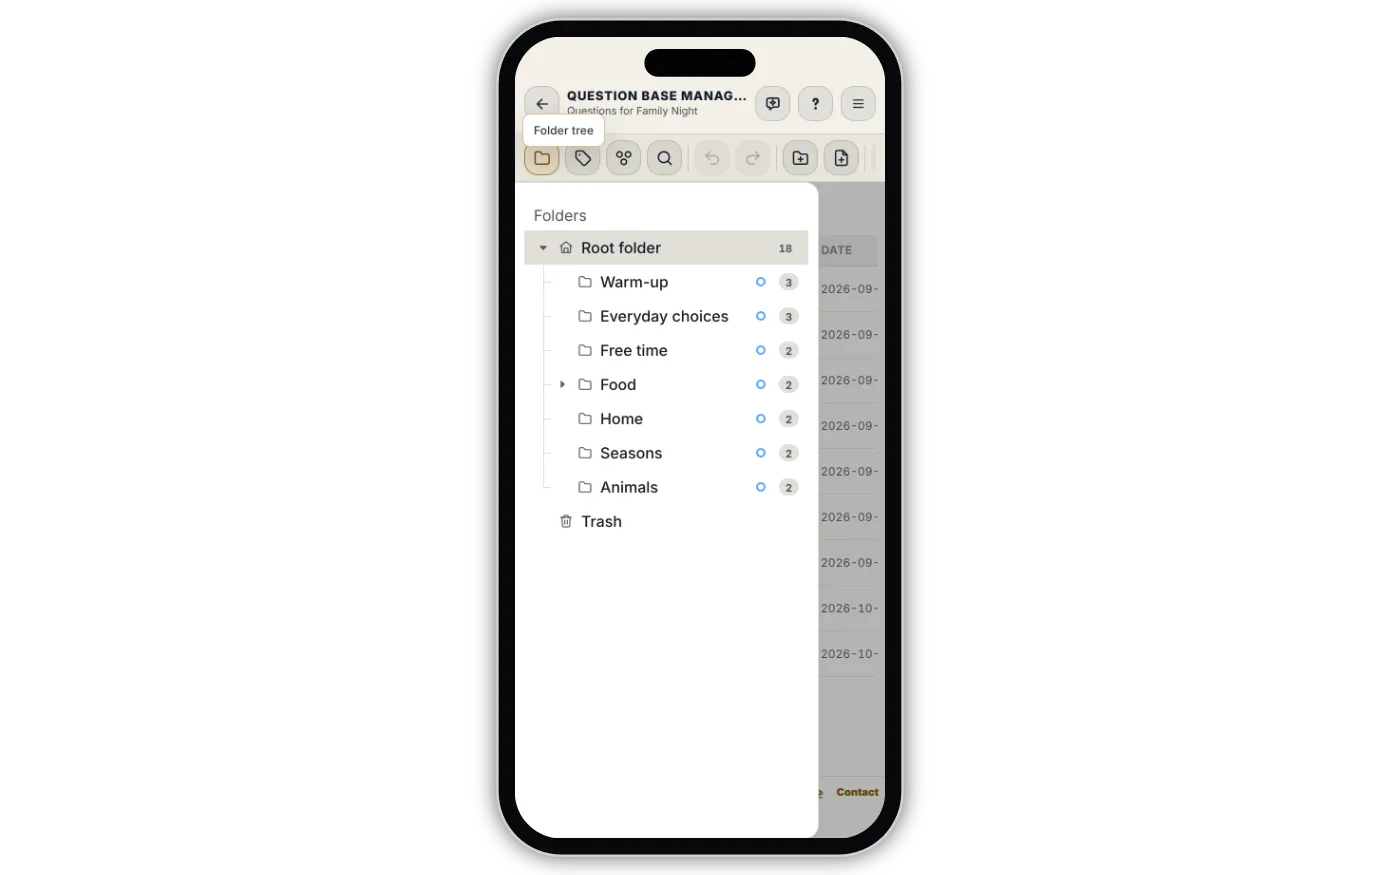 QUESTION BASE MANAG...
Questions for Family Night
?
Folder tree
Folders
Root folder 18
Warm-up 3
Everyday choices 3
Free time 2
Food 2
Home 2
Seasons 2
Animals 2
Trash
DATE
2026-09-
2026-09-
2026-09-
2026-09-
2026-09-
2026-09-
2026-09-
2026-10-
2026-10-
Contact